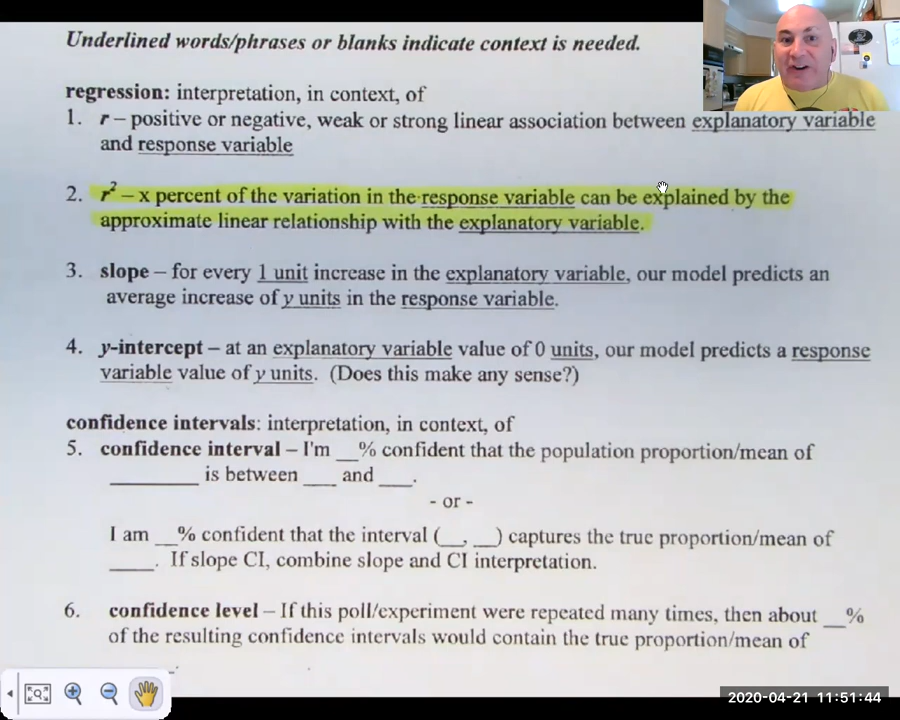 Underlined words/phrases or blanks indicate context is needed.
regression: interpretation, in context, of
1. r – positive or negative, weak or strong linear association between explanatory variable
and response variable
2. r² – x percent of the variation in the response variable can be explained by the
approximate linear relationship with the explanatory variable.
3. slope – for every 1 unit increase in the explanatory variable, our model predicts an
average increase of y units in the response variable.
4. y-intercept – at an explanatory variable value of 0 units, our model predicts a response
variable value of y units. (Does this make any sense?)
confidence intervals: interpretation, in context, of
5. confidence interval – I'm __% confident that the population proportion/mean of
________ is between ___ and ___.
- or -
I am __% confident that the interval (__, __) captures the true proportion/mean of
____. If slope CI, combine slope and CI interpretation.
6. confidence level – If this poll/experiment were repeated many times, then about __%
of the resulting confidence intervals would contain the true proportion/mean of
2020-04-21 11:51:44